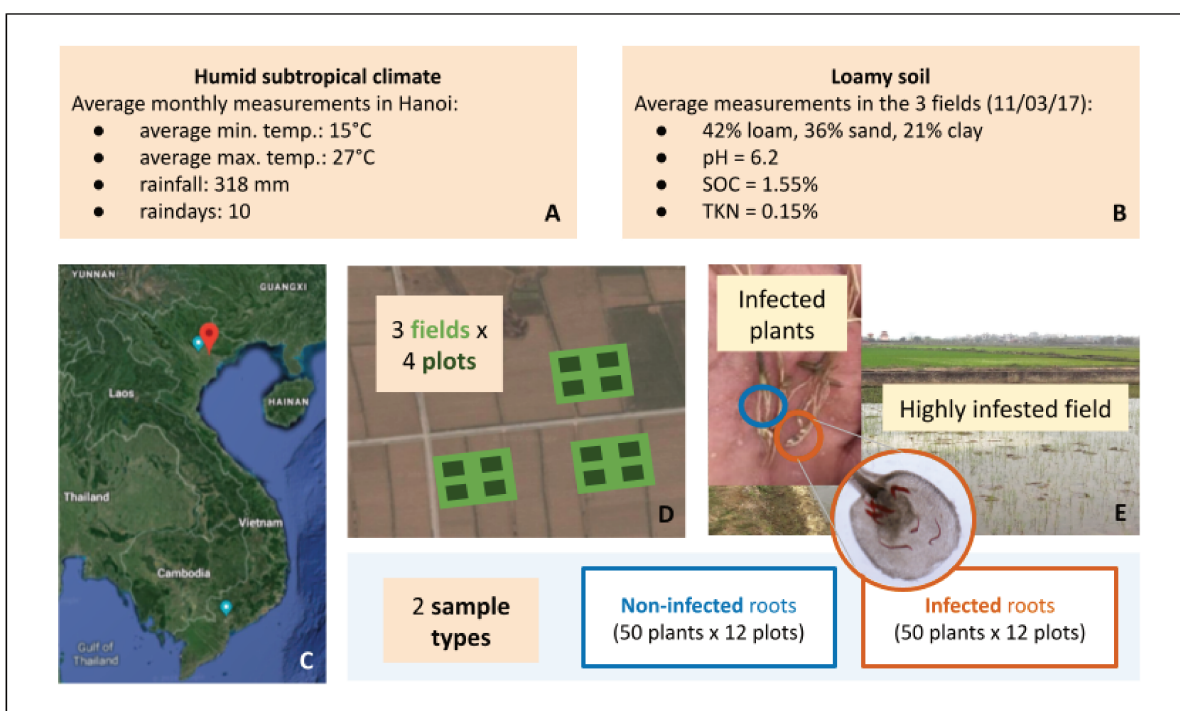 Humid subtropical climate
Average monthly measurements in Hanoi:
● average min. temp.: 15°C
● average max. temp.: 27°C
● rainfall: 318 mm
● raindays: 10
A
Loamy soil
Average measurements in the 3 fields (11/03/17):
● 42% loam, 36% sand, 21% clay
● pH = 6.2
● SOC = 1.55%
● TKN = 0.15%
B
YUNNAN
GUANGXI
Laos
HAINAN
Thailand
Vietnam
Cambodia
Gulf of
Thailand
C
3 fields x
4 plots
D
Infected
plants
Highly infested field
E
2 sample
types
Non-infected roots
(50 plants x 12 plots)
Infected roots
(50 plants x 12 plots)